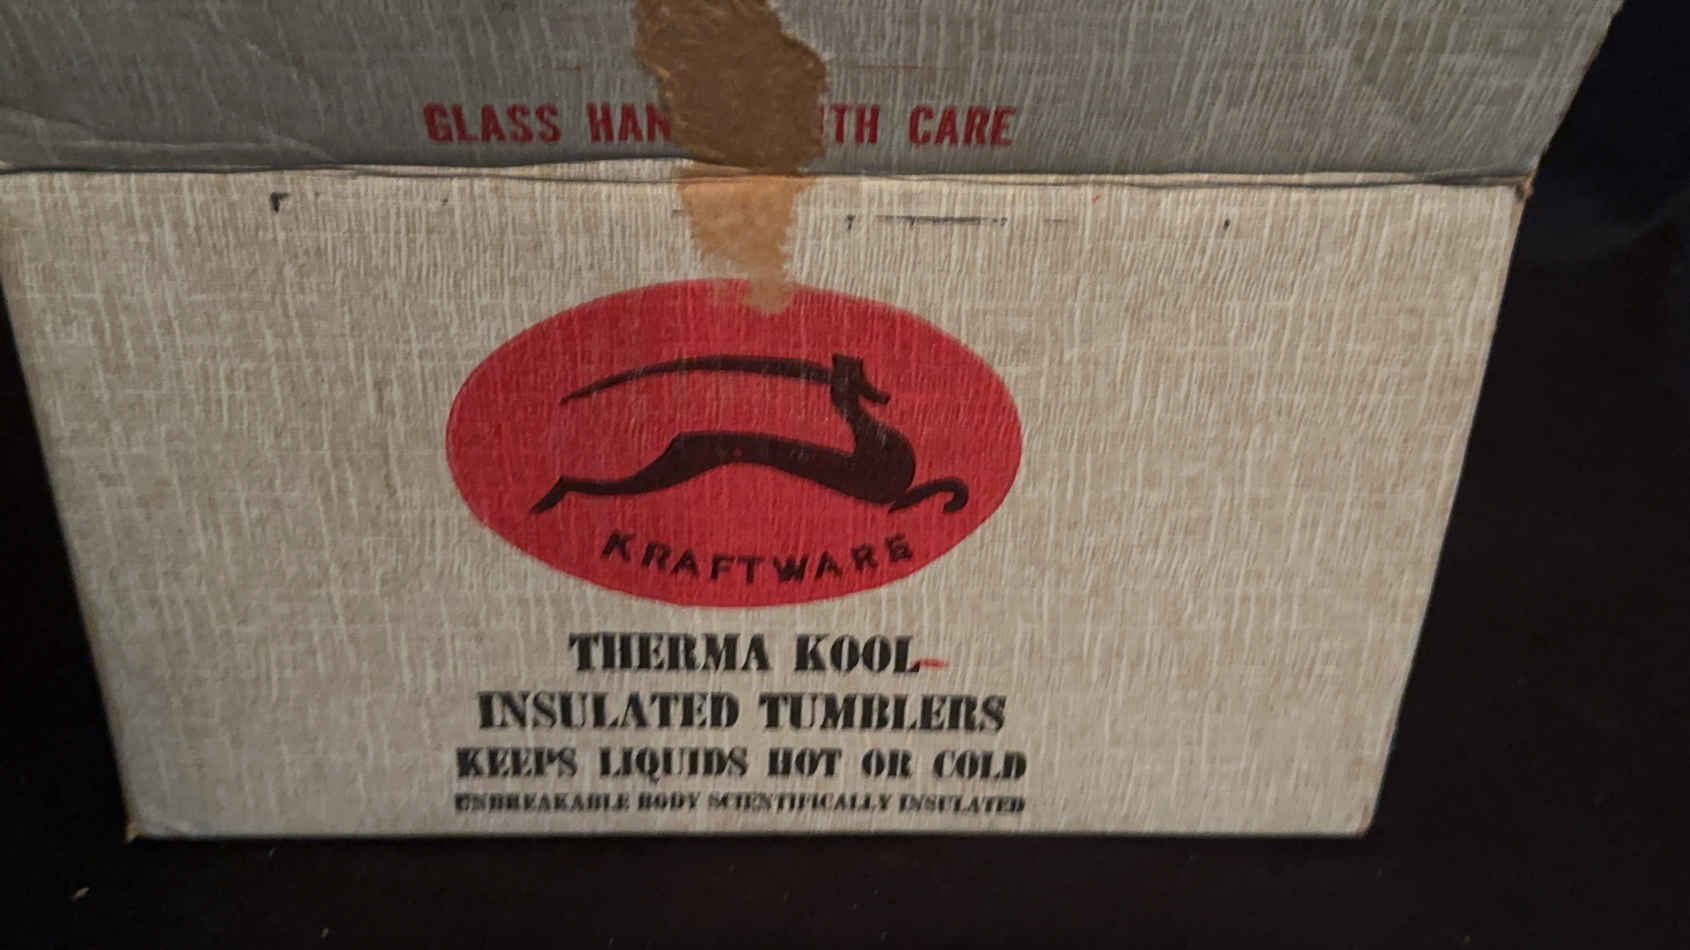 GLASS HAN TH CARE
KRAFTWARE
THERMA KOOL
INSULATED TUMBLERS
KEEPS LIQUIDS HOT OR COLD
UNBREAKABLE BODY SCIENTIFICALLY INSULATED